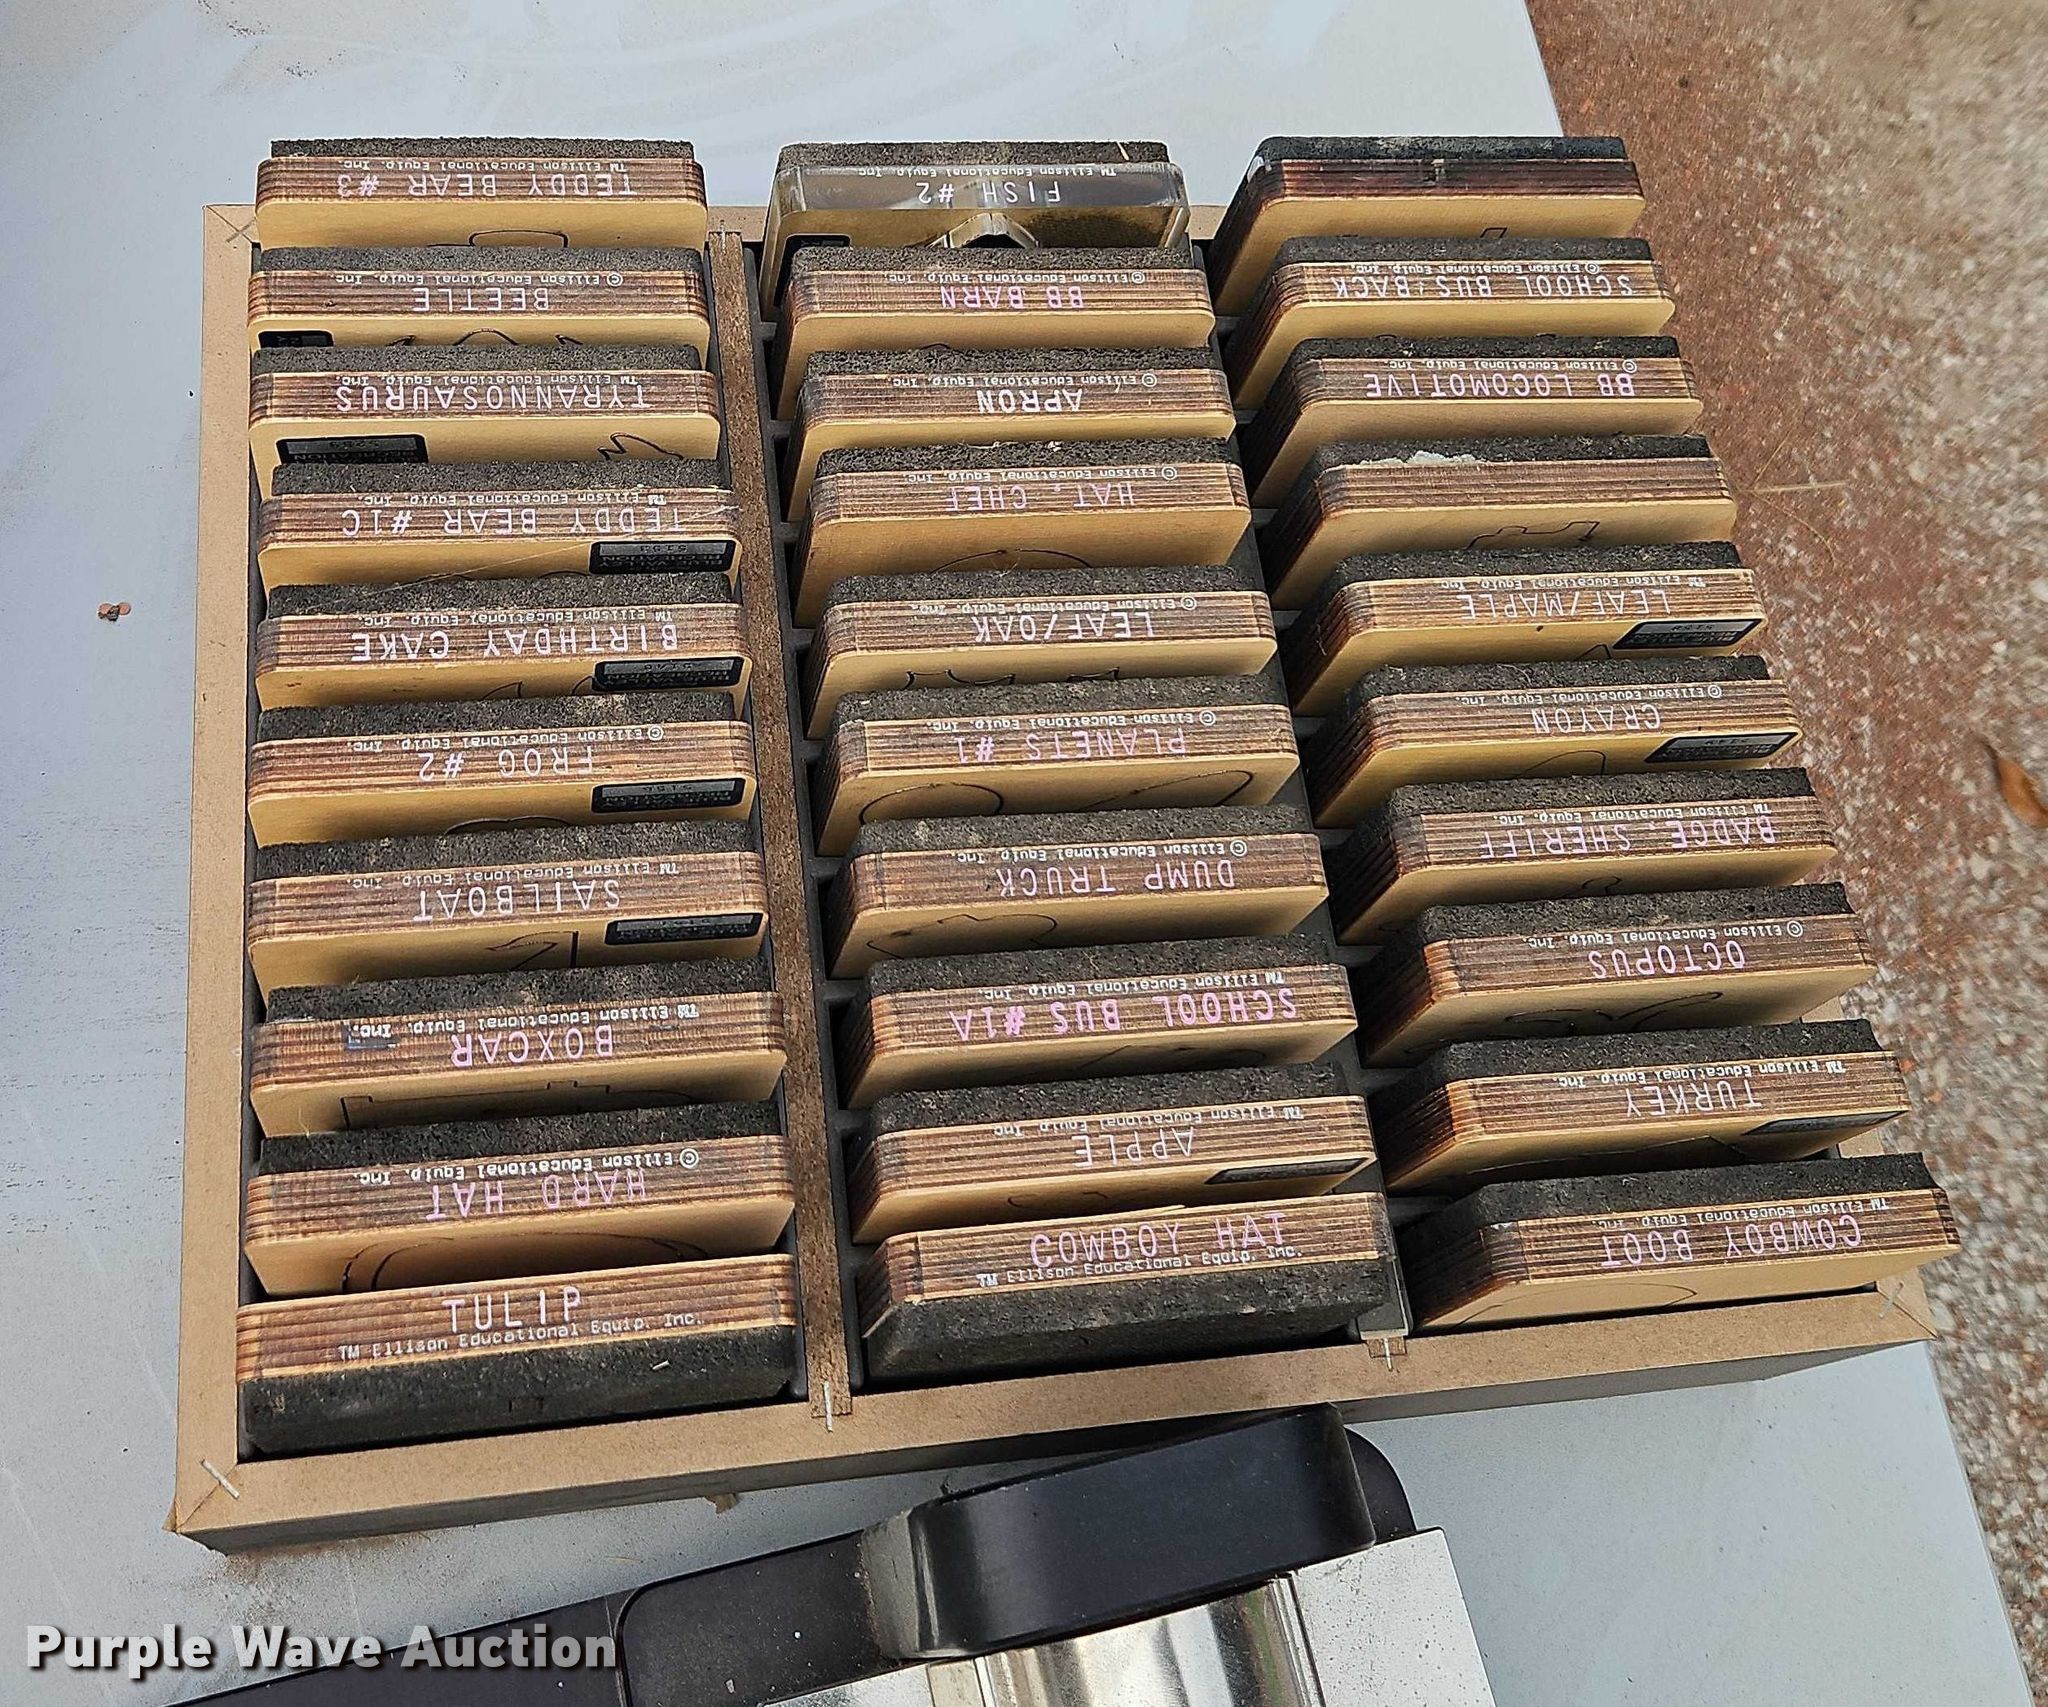 TEDDY BEAR #3
™ Ellison Educational Equip. Inc.
BEETLE
© Ellison Educational Equip. Inc.
TYRANNOSAURUS
™ Ellison Educational Equip. Inc.
RECREATION
5259
TEDDY BEAR #1C
™ Ellison Educational Equip. Inc.
BLUE VALLEY
RECREATION
5159
BIRTHDAY CAKE
™ Ellison Educational Equip. Inc.
BLUE VALLEY
RECREATION
FROG #2
© Ellison Educational Equip. Inc.
SAILBOAT
™ Ellison Educational Equip. Inc.
BOXCAR
™ Ellison Educational Equip. Inc.
HARD HAT
© Ellison Educational Equip. Inc.
TULIP
™ Ellison Educational Equip. Inc.
FISH #2
™ Ellison Educational Equip. Inc.
BB BARN
© Ellison Educational Equip. Inc.
APRON
© Ellison Educational Equip. Inc.
HAT CHEF
© Ellison Educational Equip. Inc.
LEAF/OAK
© Ellison Educational Equip. Inc.
PLANETS #1
© Ellison Educational Equip. Inc.
DUMP TRUCK
© Ellison Educational Equip. Inc.
SCHOOL BUS #1A
™ Ellison Educational Equip. Inc.
APPLE
™ Ellison Educational Equip. Inc.
COWBOY HAT
™ Ellison Educational Equip. Inc.
SCHOOL BUS:BACK
© Ellison Educational Equip. Inc.
BB LOCOMOTIVE
© Ellison Educational Equip. Inc.
LEAF/MAPLE
™ Ellison Educational Equip. Inc.
CRAYON
© Ellison Educational Equip. Inc.
BADGE, SHERIFF
™ Ellison Educational Equip. Inc.
OCTOPUS
© Ellison Educational Equip. Inc.
TURKEY
™ Ellison Educational Equip. Inc.
COWBOY BOOT
™ Ellison Educational Equip. Inc.
Purple Wave Auction